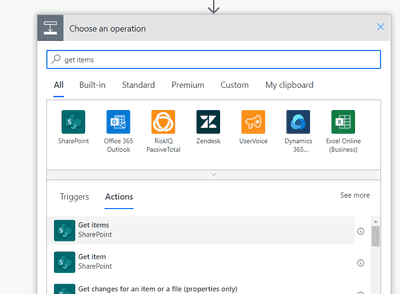 Choose an operation
get items
All Built-in Standard Premium Custom My clipboard
SharePoint Office 365 RiskIQ Zendesk UserVoice Dynamics Excel Online
Outlook PassiveTotal 365... (Business)
Triggers Actions See more
Get items
SharePoint
Get item
SharePoint
Get changes for an item or a file (properties only)